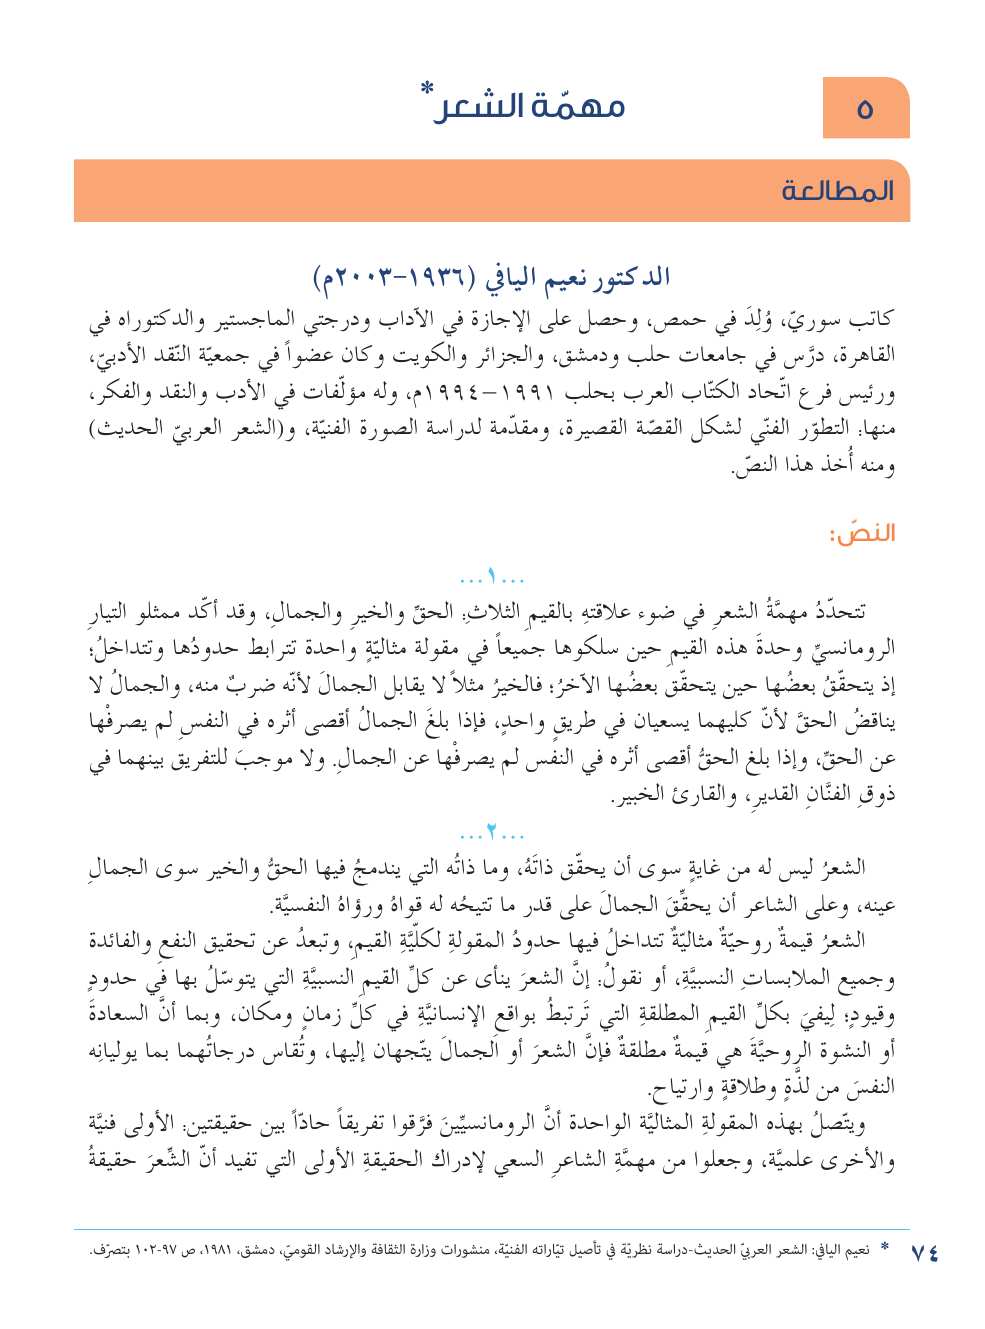 ٥
مهمّة الشعر*
المطالعة
الدكتور نعيم اليافي (١٩٣٦-٢٠٠٣م)
كاتب سوريّ، وُلِدَ في حمص، وحصل على الإجازة في الآداب ودرجتي الماجستير والدكتوراه في
القاهرة، درَّس في جامعات حلب ودمشق، والجزائر والكويت وكان عضواً في جمعيّة النّقد الأدبيّ،
ورئيس فرع اتّحاد الكتّاب العرب بحلب ١٩٩١-١٩٩٤م، وله مؤلّفات في الأدب والنقد والفكر،
منها: التطوّر الفنّي لشكل القصّة القصيرة، ومقدّمة لدراسة الصورة الفنيّة، و(الشعر العربيّ الحديث)
ومنه أُخذ هذا النصّ.
النصّ:
...١...
تتحدّدُ مهمَّةُ الشعرِ في ضوء علاقتهِ بالقيمِ الثلاثِ: الحقِّ والخيرِ والجمالِ، وقد أكّد ممثلو التيارِ
الرومانسيِّ وحدةَ هذه القيمِ حين سلكوها جميعاً في مقولة مثاليّةٍ واحدة تترابط حدودُها وتتداخلُ؛
إذ يتحقّقُ بعضُها حين يتحقّق بعضُها الآخرُ؛ فالخيرُ مثلاً لا يقابل الجمالَ لأنّه ضربٌ منه، والجمالُ لا
يناقضُ الحقَّ لأنّ كليهما يسعيان في طريقٍ واحدٍ، فإذا بلغَ الجمالُ أقصى أثره في النفسِ لم يصرفْها
عن الحقِّ، وإذا بلغ الحقُّ أقصى أثره في النفس لم يصرفْها عن الجمالِ. ولا موجبَ للتفريق بينهما في
ذوقِ الفنَّانِ القديرِ، والقارئ الخبير.
...٢...
الشعرُ ليس له من غايةٍ سوى أن يحقّق ذاتَهُ، وما ذاتُه التي يندمجُ فيها الحقُّ والخير سوى الجمالِ
عينه، وعلى الشاعر أن يحقِّقَ الجمالَ على قدر ما تتيحُه له قواهُ ورؤاهُ النفسيَّة.
الشعرُ قيمةٌ روحيّةٌ مثاليّةٌ تتداخلُ فيها حدودُ المقولةِ لكلّيَّةِ القيمِ، وتبعدُ عن تحقيق النفعِ والفائدة
وجميع الملابساتِ النسبيَّةِ، أو نقولُ: إنَّ الشعرَ ينأى عن كلِّ القيمِ النسبيَّةِ التي يتوسّلُ بها في حدودٍ
وقيودٍ؛ لِيفيَ بكلِّ القيمِ المطلقةِ التي تَرتبطُ بواقعِ الإنسانيَّةِ في كلِّ زمانٍ ومكان، وبما أنَّ السعادةَ
أو النشوة الروحيَّةَ هي قيمةٌ مطلقةٌ فإنَّ الشعرَ أو الجمالَ يتّجهان إليها، وتُقاس درجاتُهما بما يوليانِه
النفسَ من لذَّةٍ وطلاقةٍ وارتياح.
ويتّصلُ بهذه المقولةِ المثاليَّة الواحدة أنَّ الرومانسيِّينَ فرَّقوا تفريقاً حادّاً بين حقيقتين: الأولى فنيَّة
والأخرى علميَّة، وجعلوا من مهمَّةِ الشاعرِ السعي لإدراك الحقيقةِ الأولى التي تفيد أنّ الشِّعرَ حقيقةُ
* نعيم اليافي: الشعر العربيّ الحديث-دراسة نظريّة في تأصيل تيّاراته الفنيّة، منشورات وزارة الثقافة والإرشاد القوميّ، دمشق، ١٩٨١، ص ٩٧-١٠٢ بتصرّف.
٧٤